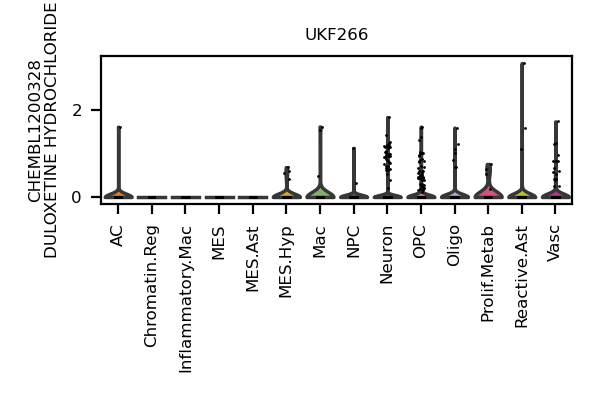 UKF266
CHEMBL1200328
DULOXETINE HYDROCHLORIDE
2
0
AC
Chromatin.Reg
Inflammatory.Mac
MES
MES.Ast
MES.Hyp
Mac
NPC
Neuron
OPC
Oligo
Prolif.Metab
Reactive.Ast
Vasc